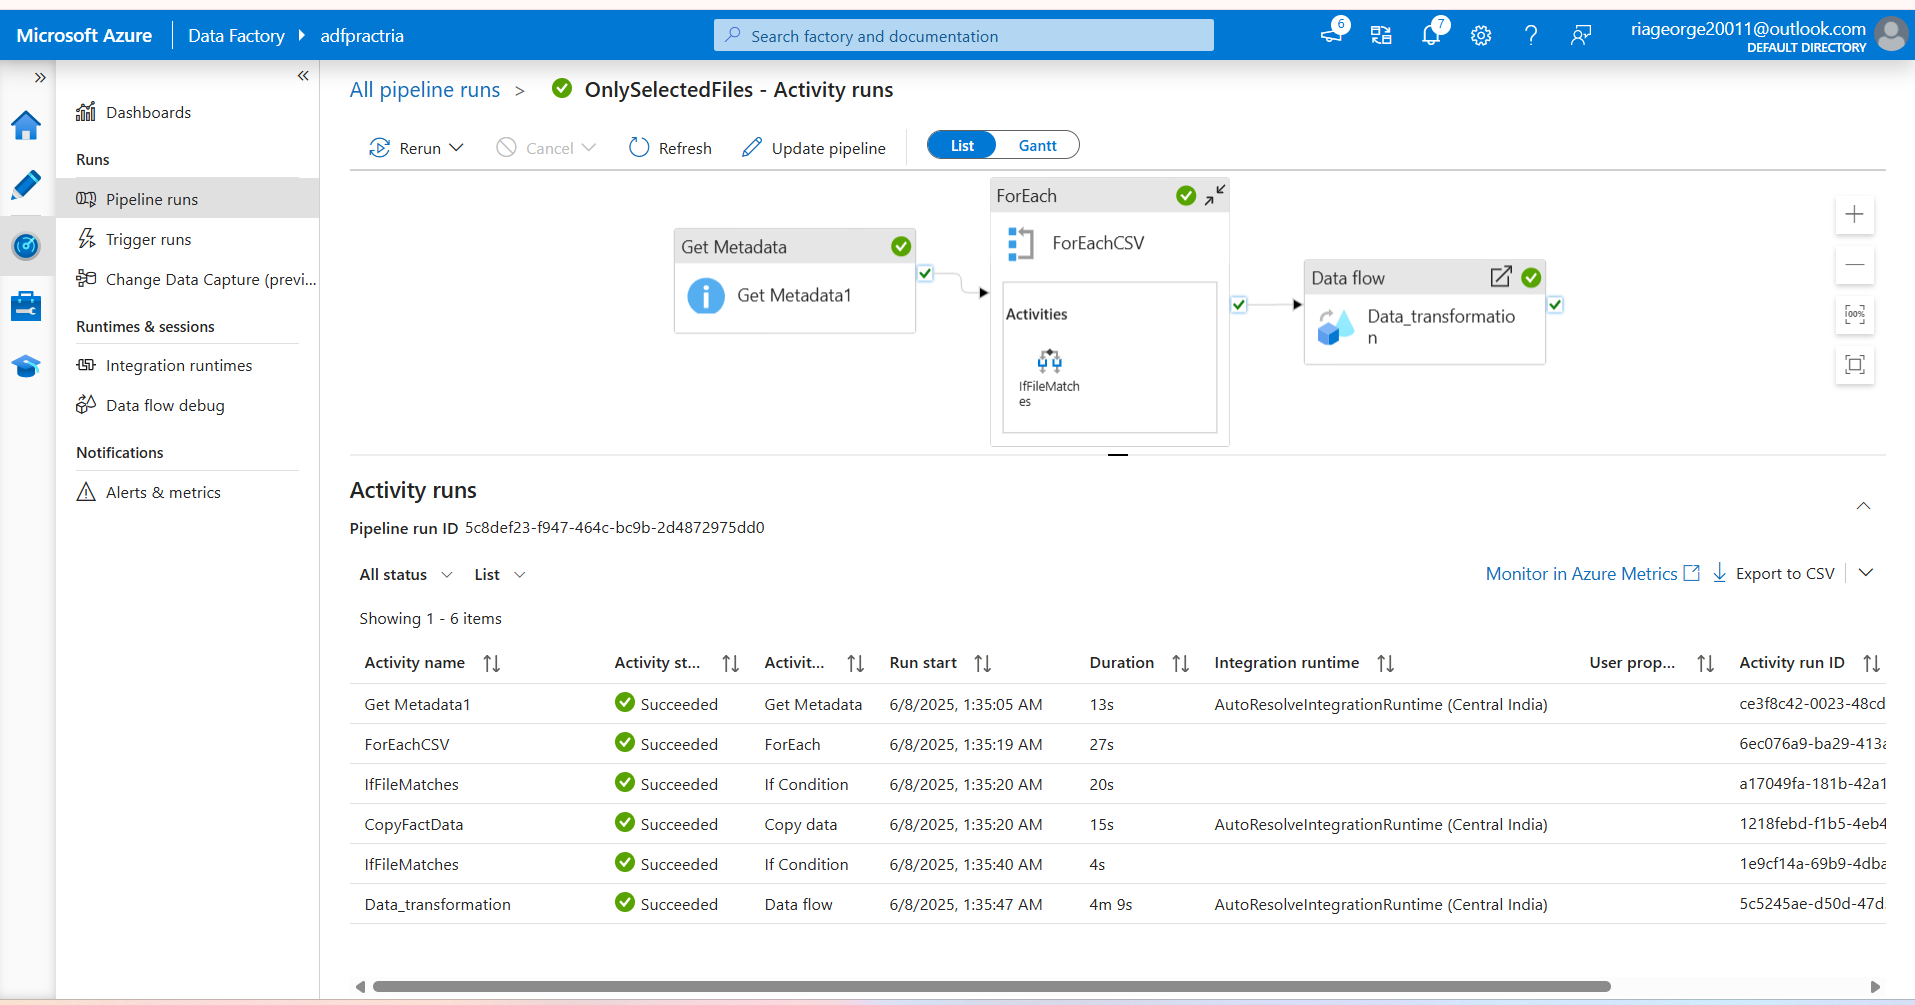 Microsoft Azure Data Factory adfpractria Search factory and documentation 6 7 riageorge20011@outlook.com
DEFAULT DIRECTORY
Dashboards
Runs
Pipeline runs
Trigger runs
Change Data Capture (previ...
Runtimes & sessions
Integration runtimes
Data flow debug
Notifications
Alerts & metrics
All pipeline runs > OnlySelectedFiles - Activity runs
Rerun Cancel Refresh Update pipeline List Gantt
Get Metadata
Get Metadata1
ForEach
ForEachCSV
Activities
IfFileMatch
es
Data flow
Data_transformatio
n
100%
Activity runs
Pipeline run ID 5c8def23-f947-464c-bc9b-2d4872975dd0
All status List Monitor in Azure Metrics Export to CSV
Showing 1 - 6 items
Activity name Activity st... Activit... Run start Duration Integration runtime User prop... Activity run ID
Get Metadata1 Succeeded Get Metadata 6/8/2025, 1:35:05 AM 13s AutoResolveIntegrationRuntime (Central India) ce3f8c42-0023-48cd
ForEachCSV Succeeded ForEach 6/8/2025, 1:35:19 AM 27s 6ec076a9-ba29-413a
IfFileMatches Succeeded If Condition 6/8/2025, 1:35:20 AM 20s a17049fa-181b-42a1
CopyFactData Succeeded Copy data 6/8/2025, 1:35:20 AM 15s AutoResolveIntegrationRuntime (Central India) 1218febd-f1b5-4eb4
IfFileMatches Succeeded If Condition 6/8/2025, 1:35:40 AM 4s 1e9cf14a-69b9-4dba
Data_transformation Succeeded Data flow 6/8/2025, 1:35:47 AM 4m 9s AutoResolveIntegrationRuntime (Central India) 5c5245ae-d50d-47d